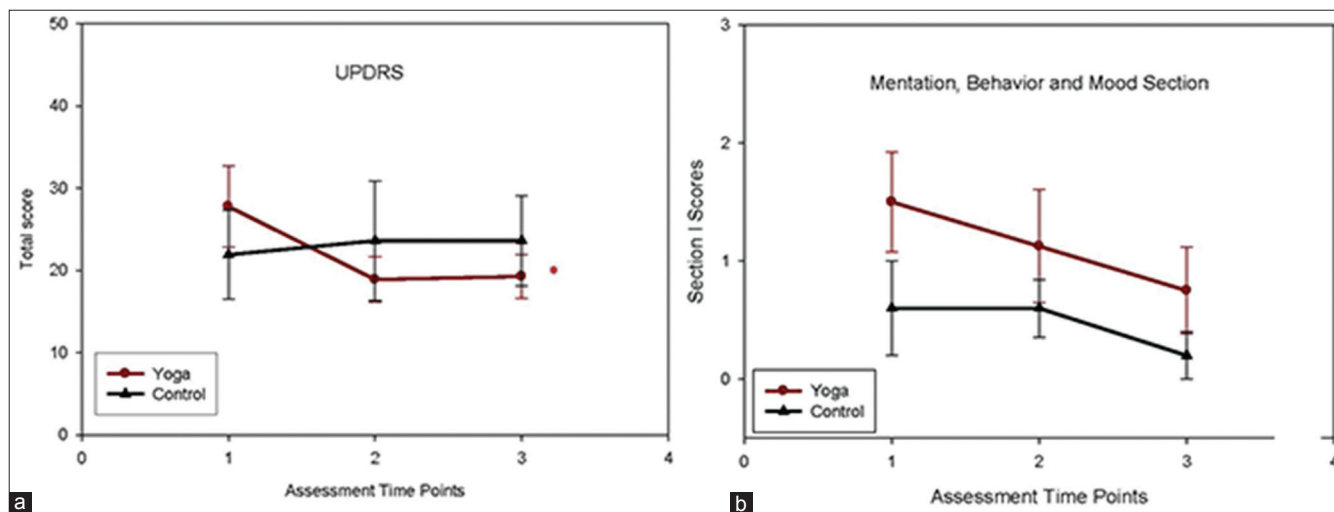 50
40
30
20
10
0
UPDRS
Total score
Yoga
Control
0 1 2 3 4
Assessment Time Points
a
3
2
1
0
Mentation, Behavior and Mood Section
Section I Scores
Yoga
Control
0 1 2 3 4
Assessment Time Points
b